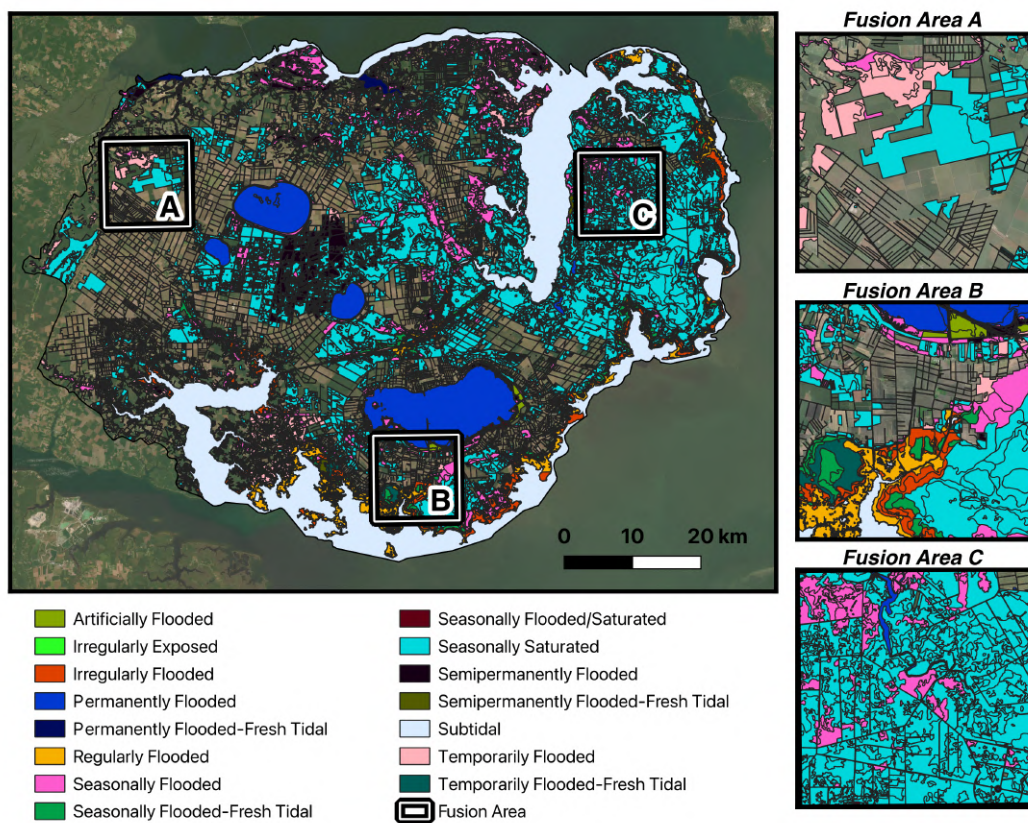 Fusion Area A
A
C
B
0 10 20 km
Fusion Area B
Fusion Area C
Artificially Flooded
Irregularly Exposed
Irregularly Flooded
Permanently Flooded
Permanently Flooded-Fresh Tidal
Regularly Flooded
Seasonally Flooded
Seasonally Flooded-Fresh Tidal
Seasonally Flooded/Saturated
Seasonally Saturated
Semipermanently Flooded
Semipermanently Flooded-Fresh Tidal
Subtidal
Temporarily Flooded
Temporarily Flooded-Fresh Tidal
Fusion Area